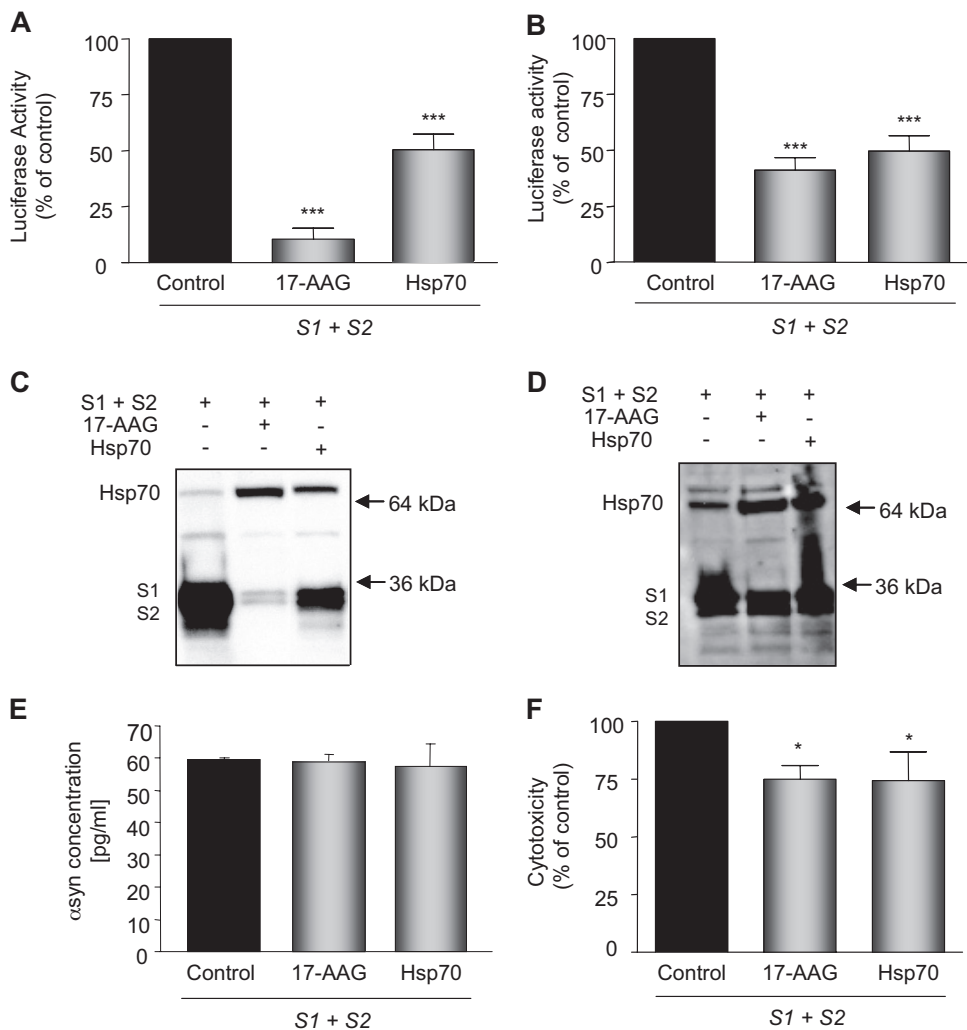 A
Luciferase Activity
(% of control)
100
75
50
25
0
***
***
Control 17-AAG Hsp70
S1 + S2
B
Luciferase activity
(% of control)
100
75
50
25
0
***
***
Control 17-AAG Hsp70
S1 + S2
C
S1 + S2 + + +
17-AAG - + -
Hsp70 - - +
Hsp70
64 kDa
36 kDa
S1
S2
D
S1 + S2 + + +
17-AAG - + -
Hsp70 - - +
Hsp70
64 kDa
36 kDa
S1
S2
E
αsyn concentration
[pg/ml]
70
60
50
40
30
20
10
0
Control 17-AAG Hsp70
S1 + S2
F
Cytotoxicity
(% of control)
100
75
50
25
0
*
*
Control 17-AAG Hsp70
S1 + S2